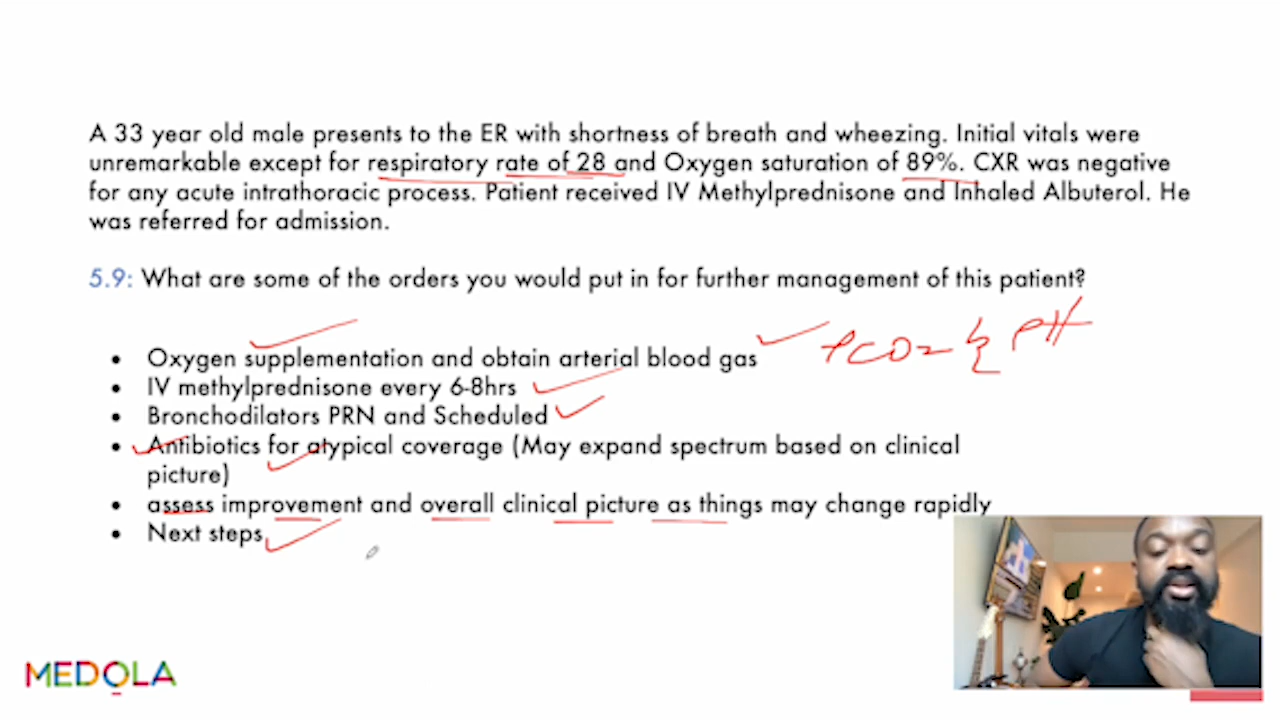 A 33 year old male presents to the ER with shortness of breath and wheezing. Initial vitals were
unremarkable except for respiratory rate of 28 and Oxygen saturation of 89%. CXR was negative
for any acute intrathoracic process. Patient received IV Methylprednisone and Inhaled Albuterol. He
was referred for admission.
5.9: What are some of the orders you would put in for further management of this patient?
• Oxygen supplementation and obtain arterial blood gas
PCO2 & PH
• IV methylprednisone every 6-8hrs
• Bronchodilators PRN and Scheduled
• Antibiotics for atypical coverage (May expand spectrum based on clinical
picture)
• assess improvement and overall clinical picture as things may change rapidly
• Next steps
MEDOLA